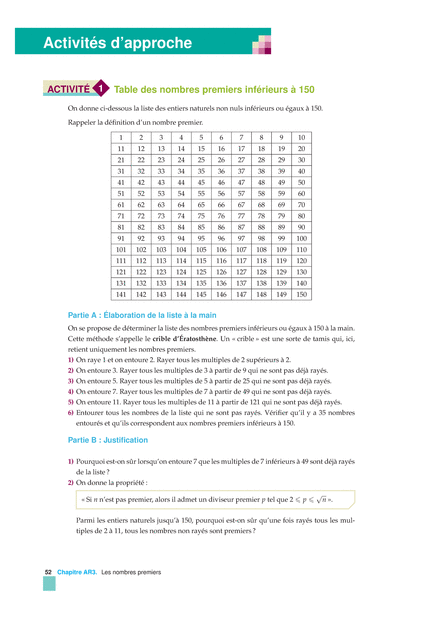 Activités d'approche
ACTIVITÉ 1 Table des nombres premiers inférieurs à 150
On donne ci-dessous la liste des entiers naturels non nuls inférieurs ou égaux à 150.
Rappeler la définition d'un nombre premier.
1 2 3 4 5 6 7 8 9 10
11 12 13 14 15 16 17 18 19 20
21 22 23 24 25 26 27 28 29 30
31 32 33 34 35 36 37 38 39 40
41 42 43 44 45 46 47 48 49 50
51 52 53 54 55 56 57 58 59 60
61 62 63 64 65 66 67 68 69 70
71 72 73 74 75 76 77 78 79 80
81 82 83 84 85 86 87 88 89 90
91 92 93 94 95 96 97 98 99 100
101 102 103 104 105 106 107 108 109 110
111 112 113 114 115 116 117 118 119 120
121 122 123 124 125 126 127 128 129 130
131 132 133 134 135 136 137 138 139 140
141 142 143 144 145 146 147 148 149 150
Partie A : Élaboration de la liste à la main
On se propose de déterminer la liste des nombres premiers inférieurs ou égaux à 150 à la main.
Cette méthode s'appelle le crible d'Ératosthène. Un « crible » est une sorte de tamis qui, ici,
retient uniquement les nombres premiers.
1) On raye 1 et on entoure 2. Rayer tous les multiples de 2 supérieurs à 2.
2) On entoure 3. Rayer tous les multiples de 3 à partir de 9 qui ne sont pas déjà rayés.
3) On entoure 5. Rayer tous les multiples de 5 à partir de 25 qui ne sont pas déjà rayés.
4) On entoure 7. Rayer tous les multiples de 7 à partir de 49 qui ne sont pas déjà rayés.
5) On entoure 11. Rayer tous les multiples de 11 à partir de 121 qui ne sont pas déjà rayés.
6) Entourer tous les nombres de la liste qui ne sont pas rayés. Vérifier qu'il y a 35 nombres
entourés et qu'ils correspondent aux nombres premiers inférieurs à 150.
Partie B : Justification
1) Pourquoi est-on sûr lorsqu'on entoure 7 que les multiples de 7 inférieurs à 49 sont déjà rayés
de la liste ?
2) On donne la propriété :
« Si n n'est pas premier, alors il admet un diviseur premier p tel que 2 ⩽ p ⩽ √n ».
Parmi les entiers naturels jusqu'à 150, pourquoi est-on sûr qu'une fois rayés tous les mul-
tiples de 2 à 11, tous les nombres non rayés sont premiers ?
52 Chapitre AR3. Les nombres premiers